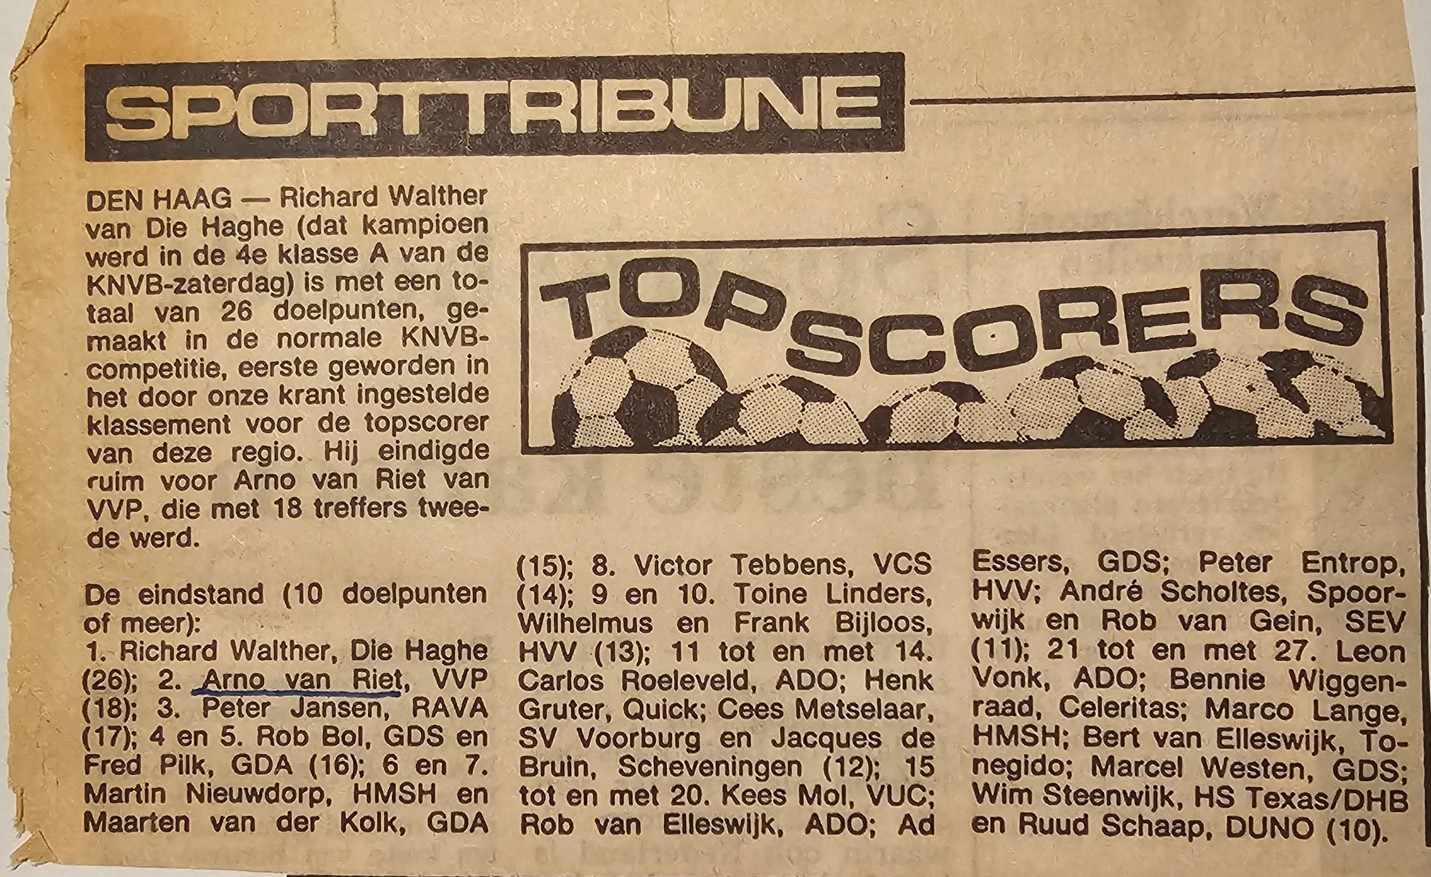 SPORTTRIBUNE
DEN HAAG — Richard Walther
van Die Haghe (dat kampioen
werd in de 4e klasse A van de
KNVB-zaterdag) is met een to-
taal van 26 doelpunten, ge-
maakt in de normale KNVB-
competitie, eerste geworden in
het door onze krant ingestelde
klassement voor de topscorer
van deze regio. Hij eindigde
ruim voor Arno van Riet van
VVP, die met 18 treffers twee-
de werd.
TOPSCORERS
De eindstand (10 doelpunten
of meer):
1. Richard Walther, Die Haghe
(26); 2. Arno van Riet, VVP
(18); 3. Peter Jansen, RAVA
(17); 4 en 5. Rob Bol, GDS en
Fred Pilk, GDA (16); 6 en 7.
Martin Nieuwdorp, HMSH en
Maarten van der Kolk, GDA
(15); 8. Victor Tebbens, VCS
(14); 9 en 10. Toine Linders,
Wilhelmus en Frank Bijloos,
HVV (13); 11 tot en met 14.
Carlos Roeleveld, ADO; Henk
Gruter, Quick; Cees Metselaar,
SV Voorburg en Jacques de
Bruin, Scheveningen (12); 15
tot en met 20. Kees Mol, VUC;
Rob van Elleswijk, ADO; Ad
Essers, GDS; Peter Entrop,
HVV; André Scholtes, Spoor-
wijk en Rob van Gein, SEV
(11); 21 tot en met 27. Leon
Vonk, ADO; Bennie Wiggen-
raad, Celeritas; Marco Lange,
HMSH; Bert van Elleswijk, To-
negido; Marcel Westen, GDS;
Wim Steenwijk, HS Texas/DHB
en Ruud Schaap, DUNO (10).